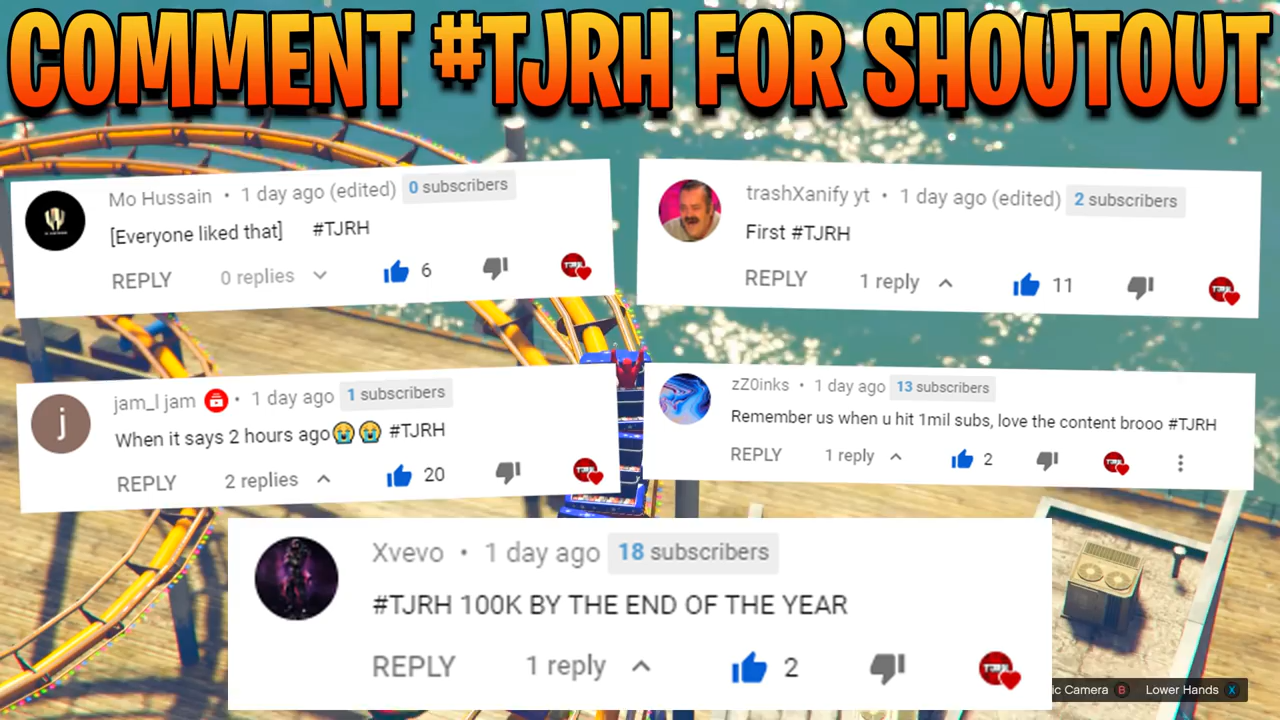 COMMENT #TJRH FOR SHOUTOUT
Mo Hussain • 1 day ago (edited) 0 subscribers
[Everyone liked that] #TJRH
REPLY 0 replies 6
trashXanify yt • 1 day ago (edited) 2 subscribers
First #TJRH
REPLY 1 reply 11
j
jam_l jam • 1 day ago 1 subscribers
When it says 2 hours ago😭😭 #TJRH
REPLY 2 replies 20
zZ0inks • 1 day ago 13 subscribers
Remember us when u hit 1mil subs, love the content brooo #TJRH
REPLY 1 reply 2
Xvevo • 1 day ago 18 subscribers
#TJRH 100K BY THE END OF THE YEAR
REPLY 1 reply 2
Camera B Lower Hands X